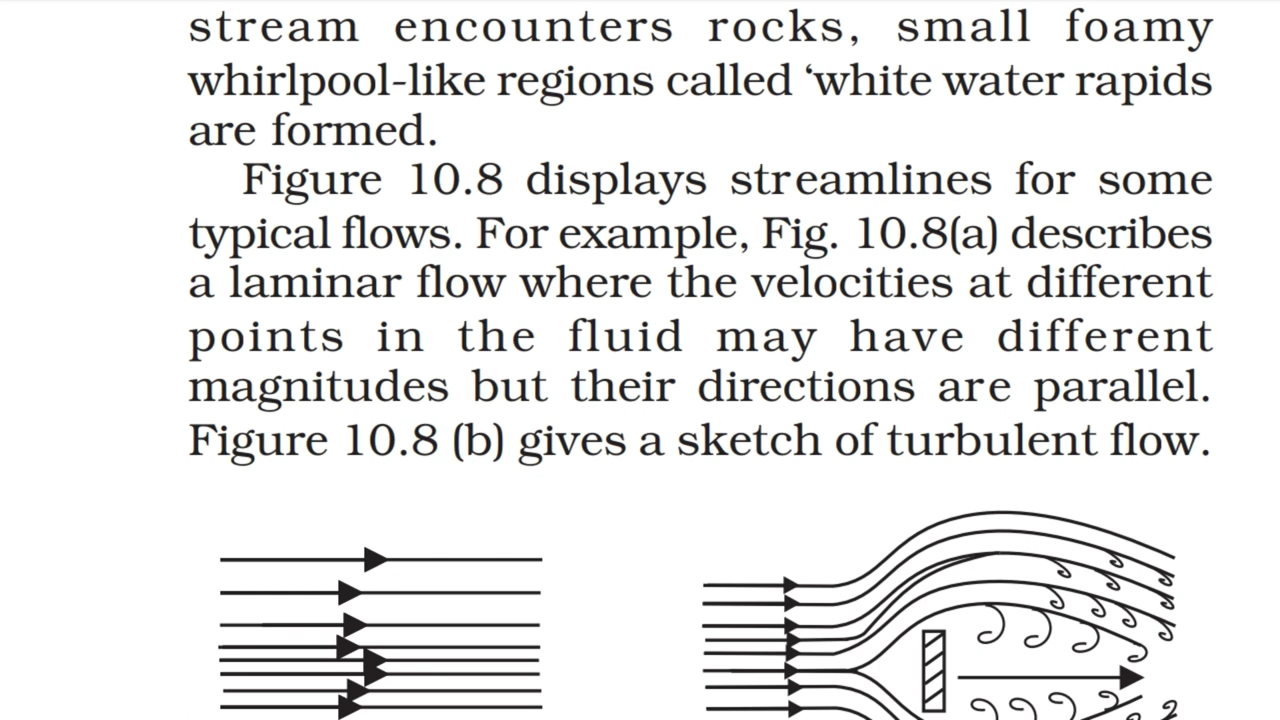 stream encounters rocks, small foamy
whirlpool-like regions called ‘white water rapids
are formed.
Figure 10.8 displays streamlines for some
typical flows. For example, Fig. 10.8(a) describes
a laminar flow where the velocities at different
points in the fluid may have different
magnitudes but their directions are parallel.
Figure 10.8 (b) gives a sketch of turbulent flow.